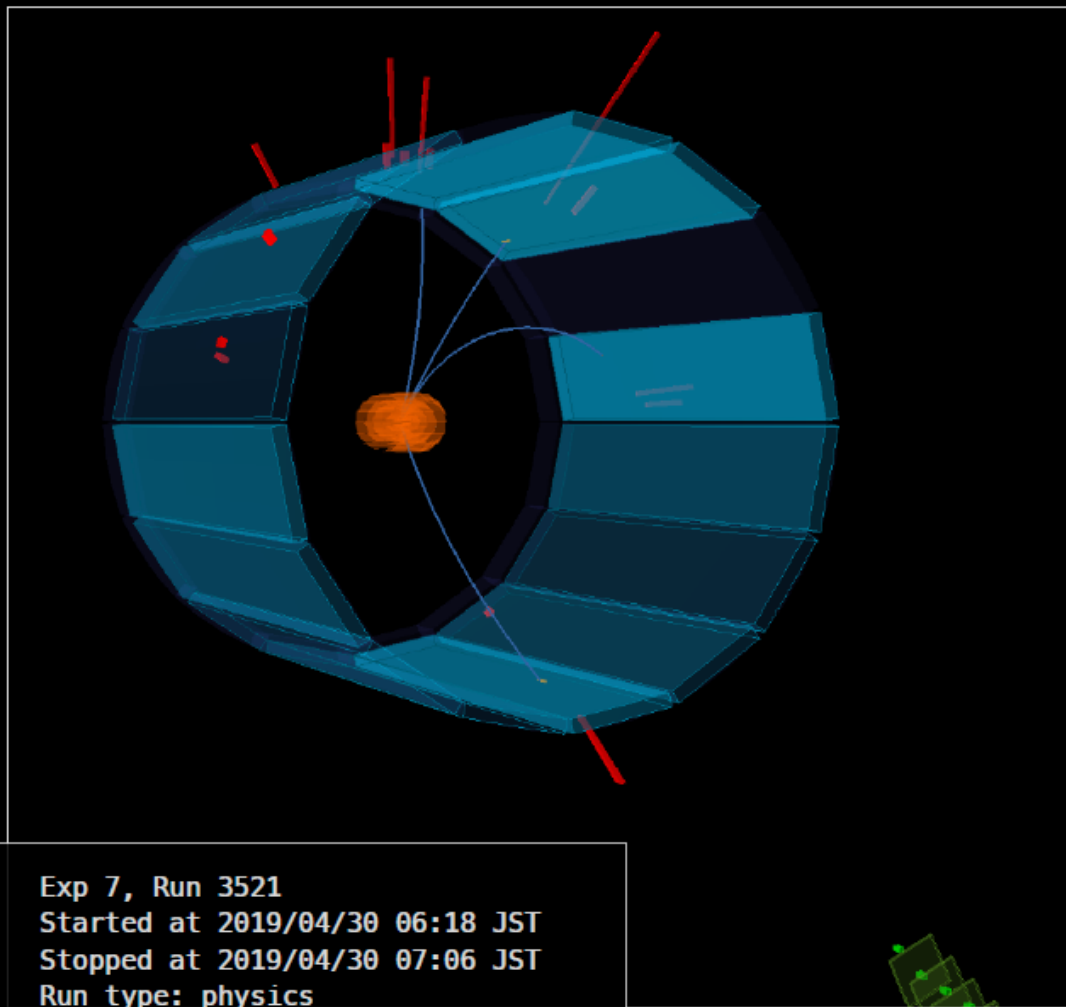 Exp 7, Run 3521
Started at 2019/04/30 06:18 JST
Stopped at 2019/04/30 07:06 JST
Run type: physics